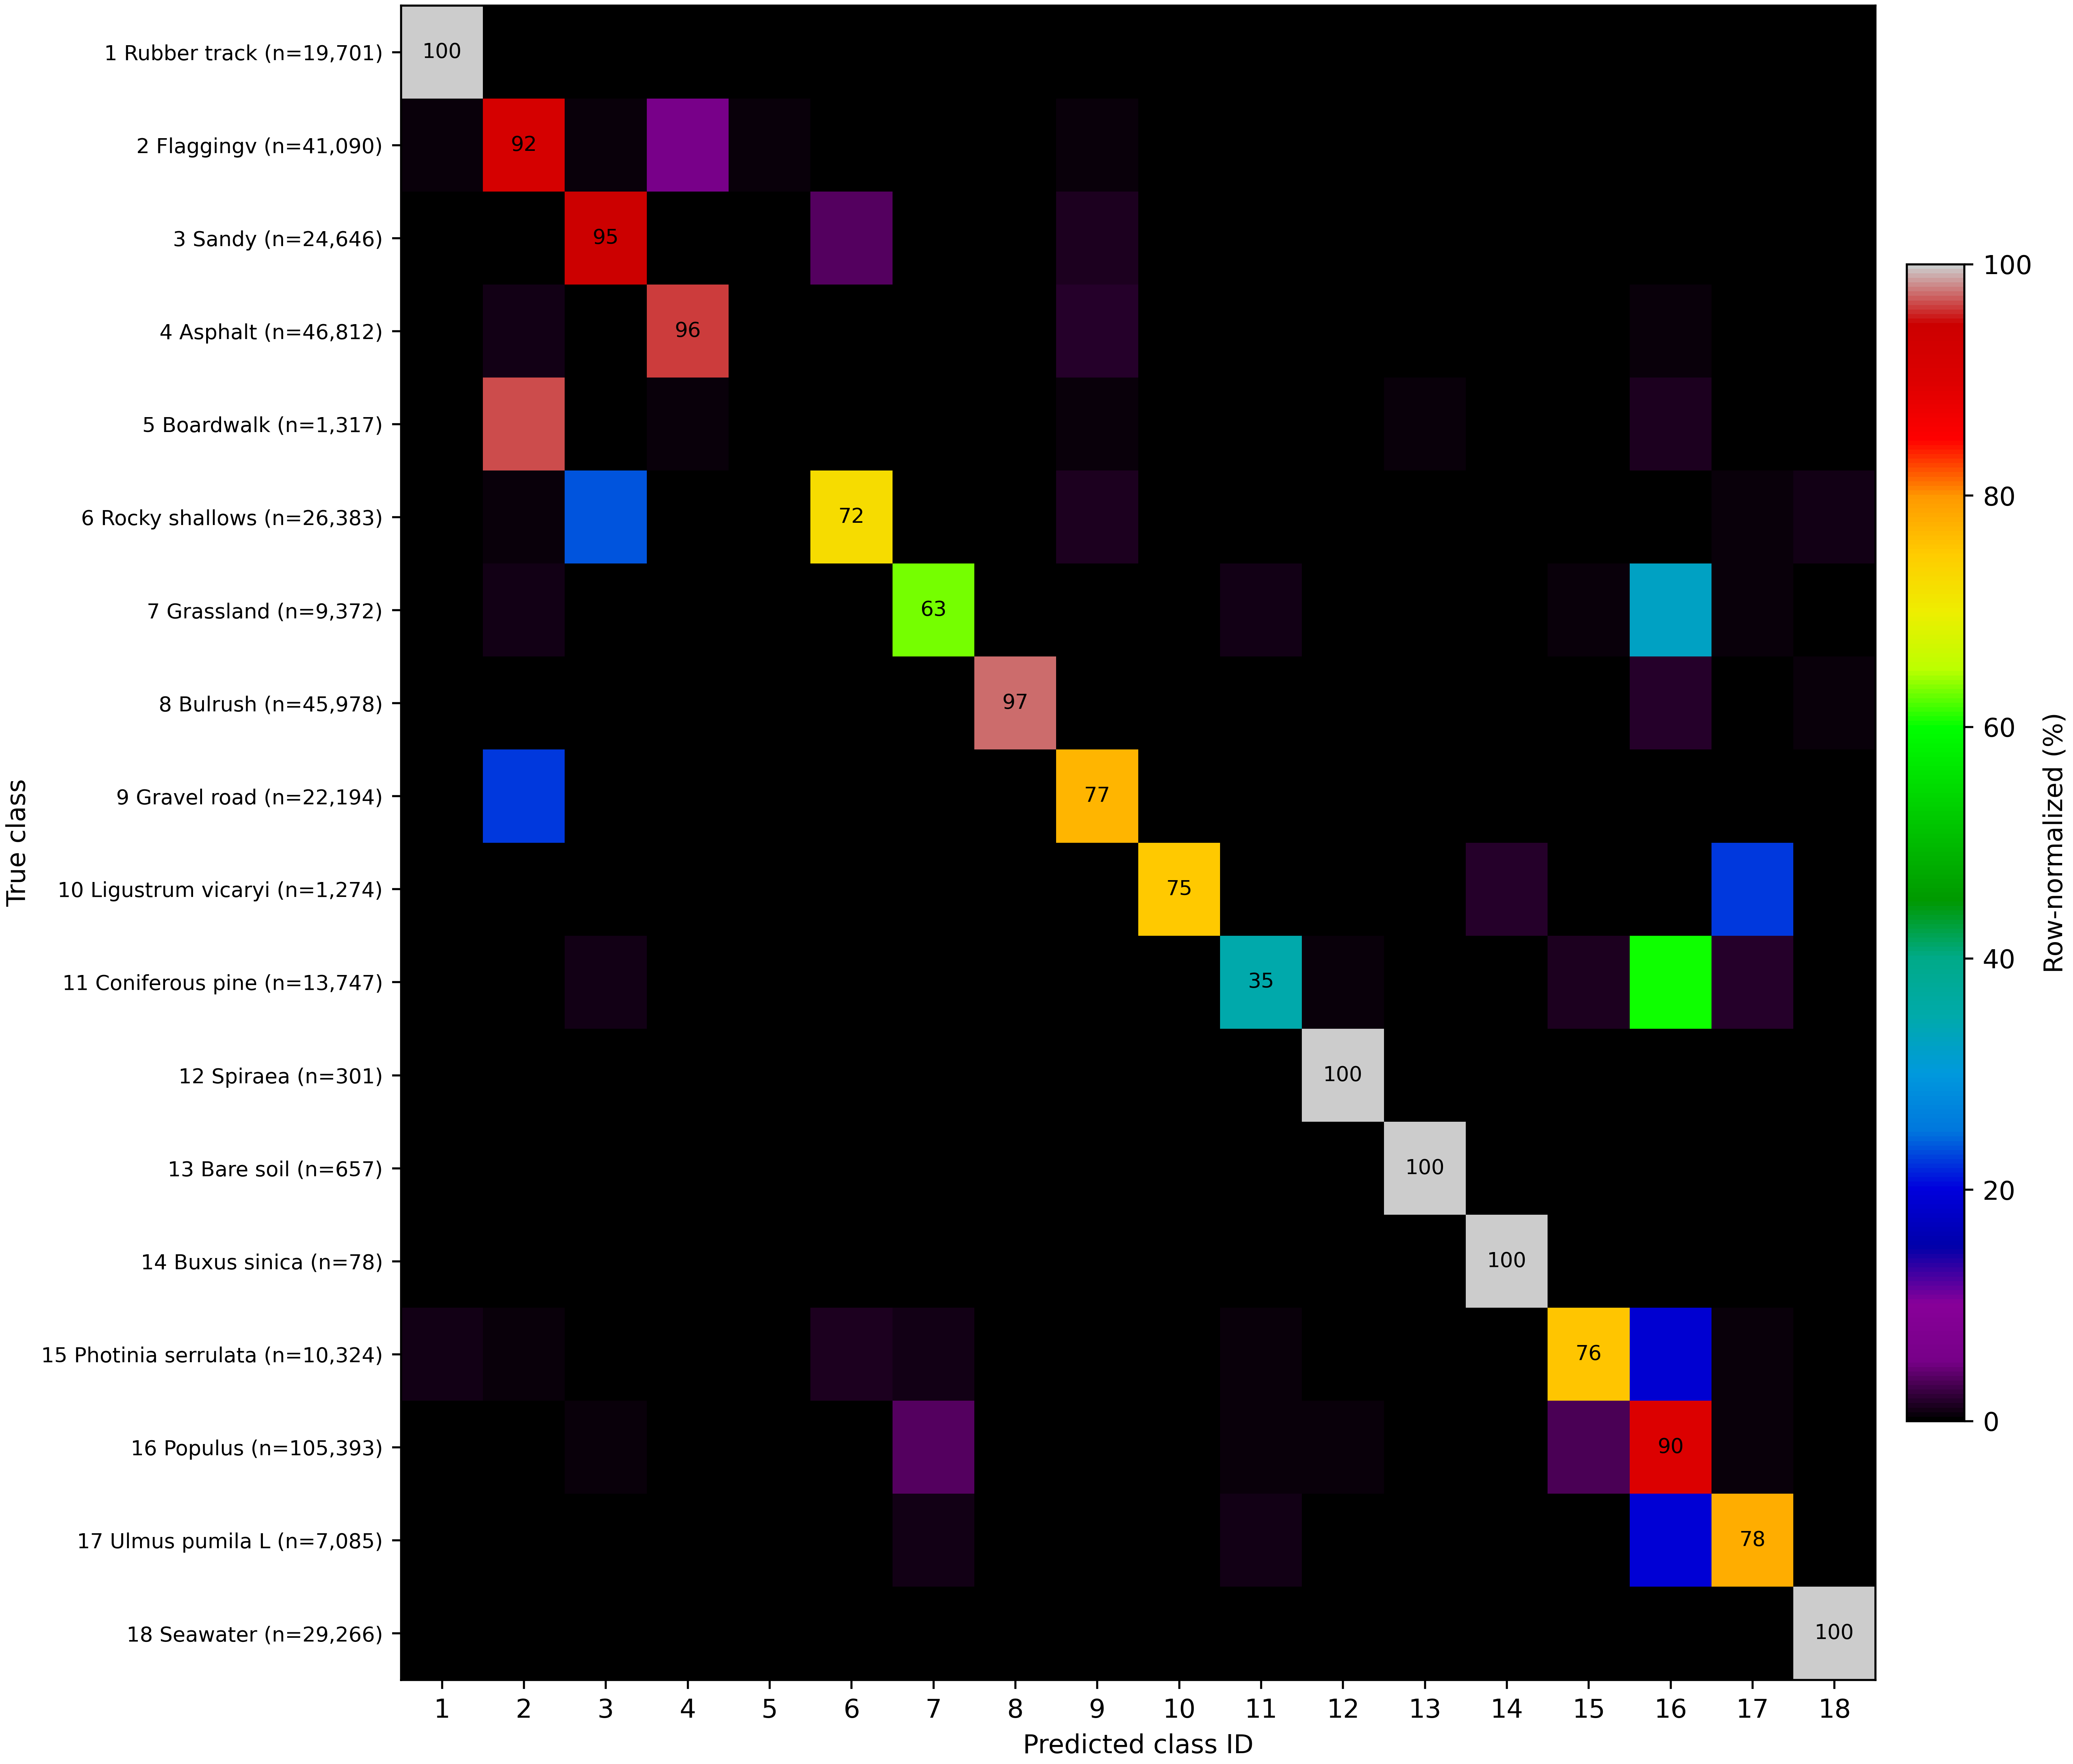 1 Rubber track (n=19,701)
100
2 Flaggingv (n=41,090)
92
3 Sandy (n=24,646)
95
4 Asphalt (n=46,812)
96
5 Boardwalk (n=1,317)
6 Rocky shallows (n=26,383)
72
7 Grassland (n=9,372)
63
8 Bulrush (n=45,978)
97
9 Gravel road (n=22,194)
77
10 Ligustrum vicaryi (n=1,274)
75
11 Coniferous pine (n=13,747)
35
12 Spiraea (n=301)
100
13 Bare soil (n=657)
100
14 Buxus sinica (n=78)
100
15 Photinia serrulata (n=10,324)
76
16 Populus (n=105,393)
90
17 Ulmus pumila L (n=7,085)
78
18 Seawater (n=29,266)
100
True class
1 2 3 4 5 6 7 8 9 10 11 12 13 14 15 16 17 18
Predicted class ID
100
80
60
40
20
0
Row-normalized (%)